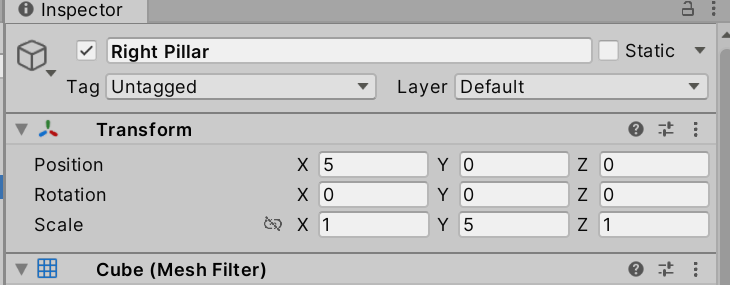 Inspector
Right Pillar Static
Tag Untagged Layer Default
Transform
Position X 5 Y 0 Z 0
Rotation X 0 Y 0 Z 0
Scale X 1 Y 5 Z 1
Cube (Mesh Filter)